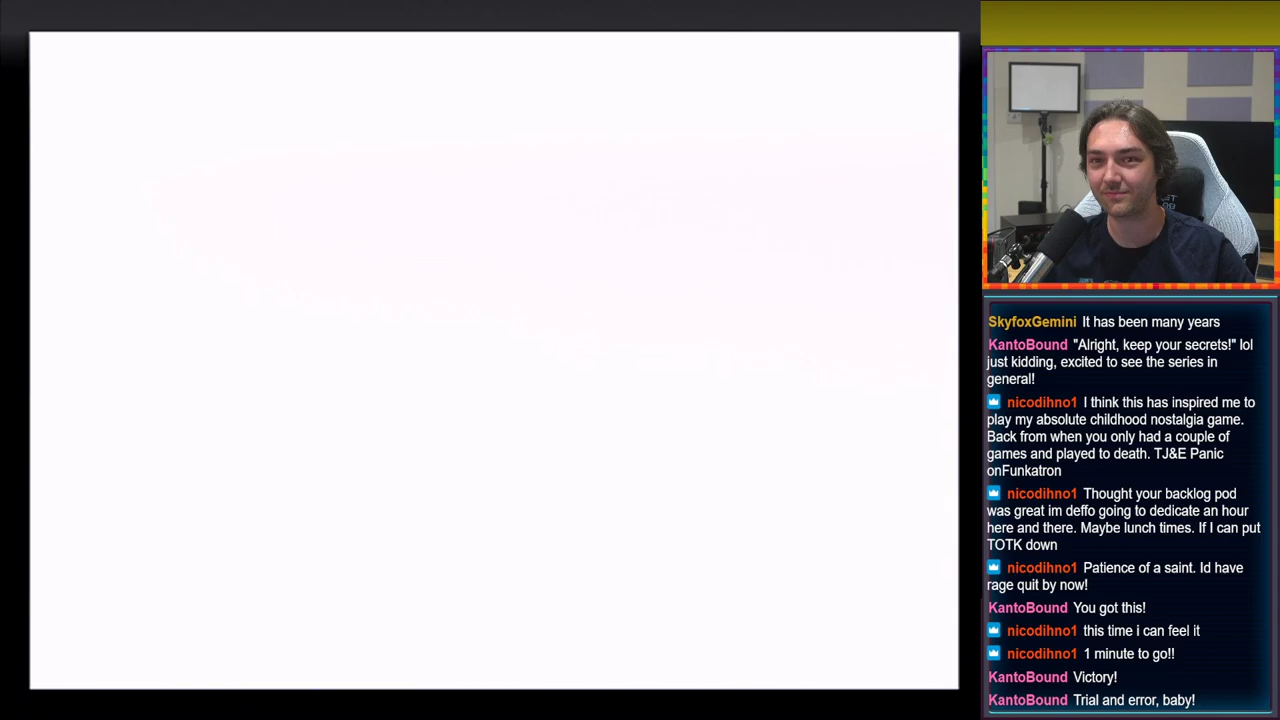 SkyfoxGemini It has been many years
KantoBound "Alright, keep your secrets!" lol
just kidding, excited to see the series in
general!
nicodihno1 I think this has inspired me to
play my absolute childhood nostalgia game.
Back from when you only had a couple of
games and played to death. TJ&E Panic
onFunkatron
nicodihno1 Thought your backlog pod
was great im deffo going to dedicate an hour
here and there. Maybe lunch times. If I can put
TOTK down
nicodihno1 Patience of a saint. Id have
rage quit by now!
KantoBound You got this!
nicodihno1 this time i can feel it
nicodihno1 1 minute to go!!
KantoBound Victory!
KantoBound Trial and error, baby!